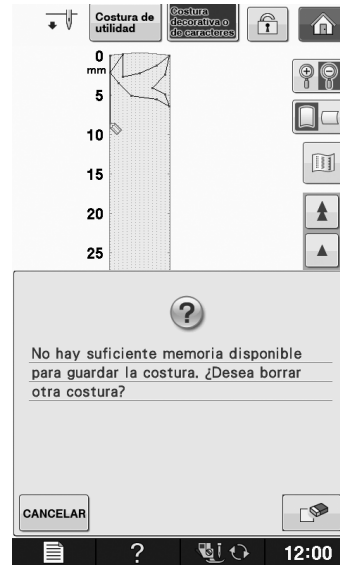 Costura de
utilidad
Costura
decorativa o
de caracteres
0
mm
5
10
15
20
25
?
No hay suficiente memoria disponible
para guardar la costura. ¿Desea borrar
otra costura?
CANCELAR
?
12:00